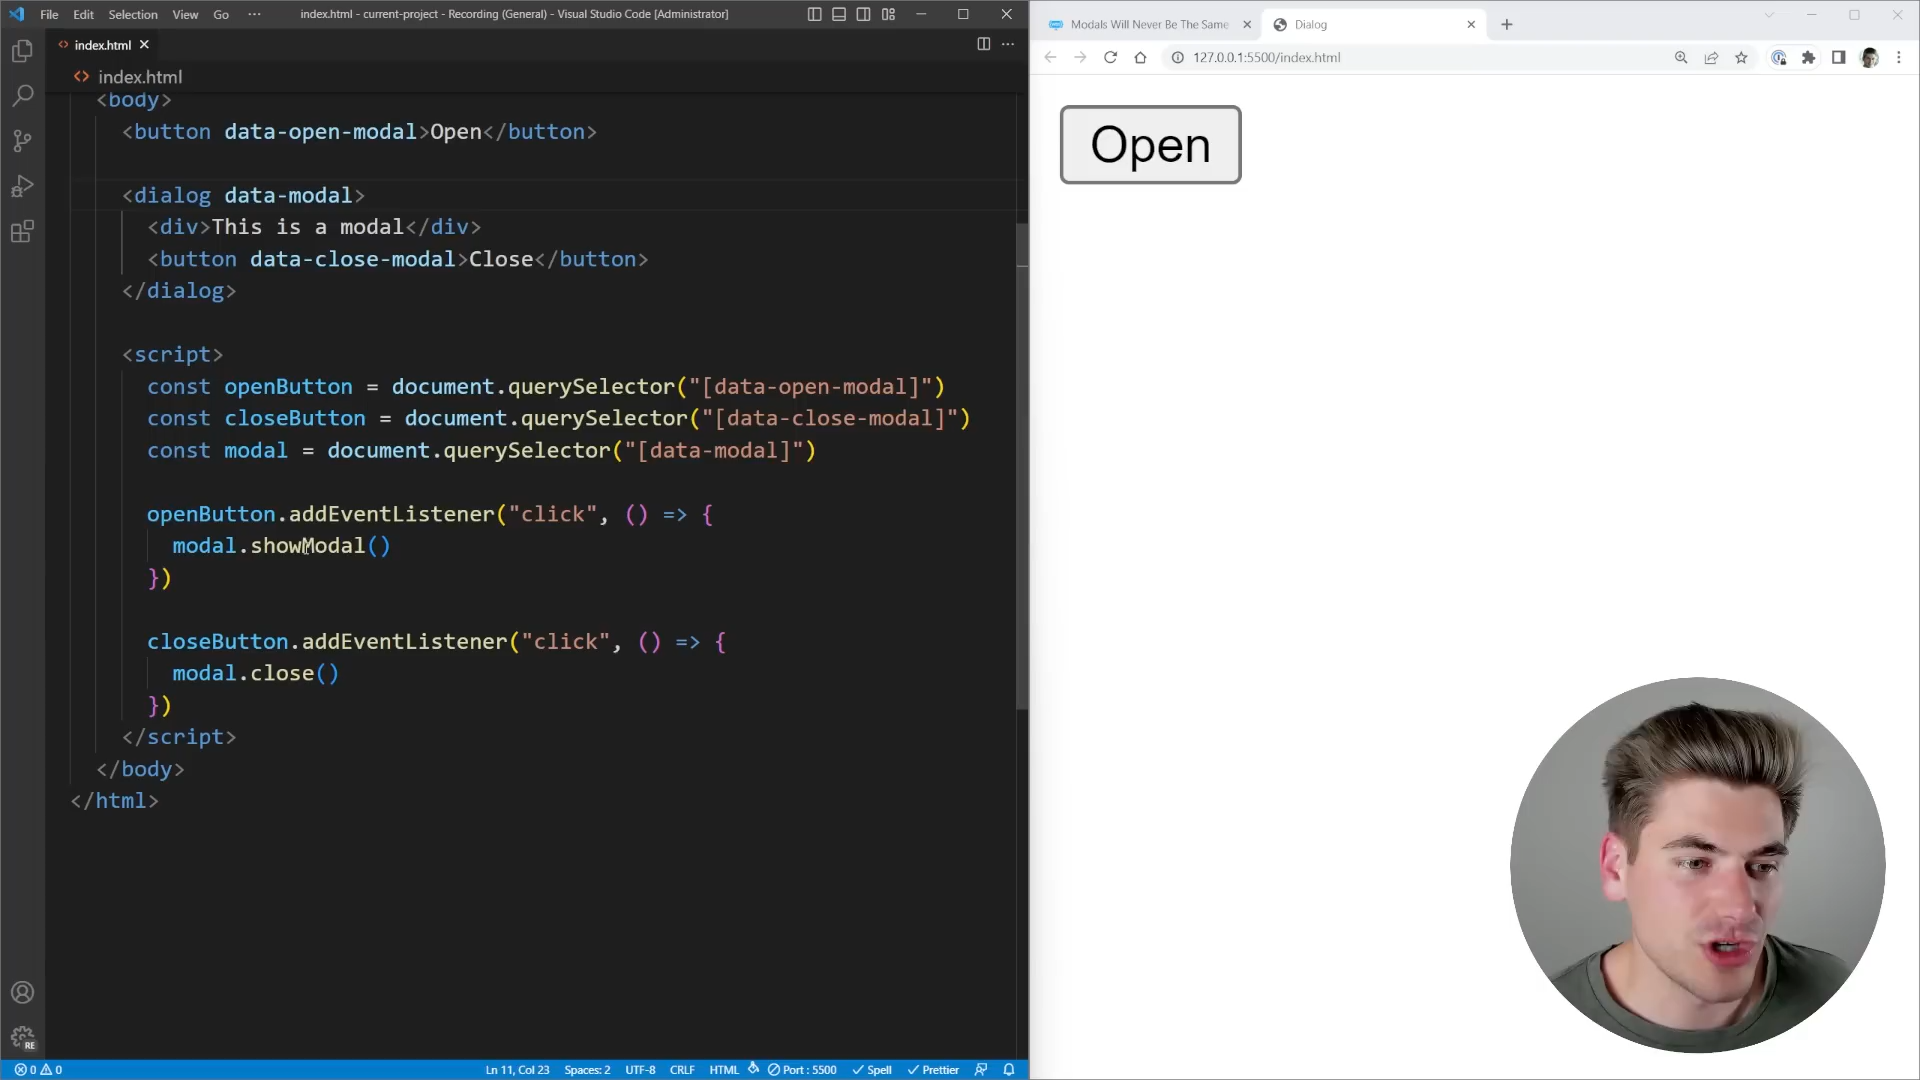 File Edit Selection View Go ··· index.html - current-project - Recording (General) - Visual Studio Code [Administrator]
index.html
index.html
<body>
<button data-open-modal>Open</button>
<dialog data-modal>
<div>This is a modal</div>
<button data-close-modal>Close</button>
</dialog>
<script>
const openButton = document.querySelector("[data-open-modal]")
const closeButton = document.querySelector("[data-close-modal]")
const modal = document.querySelector("[data-modal]")
openButton.addEventListener("click", () => {
modal.showModal()
})
closeButton.addEventListener("click", () => {
modal.close()
})
</script>
</body>
</html>
RE
0 0 Ln 11, Col 23 Spaces: 2 UTF-8 CRLF HTML Port : 5500 Spell Prettier
Modals Will Never Be The Same Dialog
127.0.0.1:5500/index.html
Open